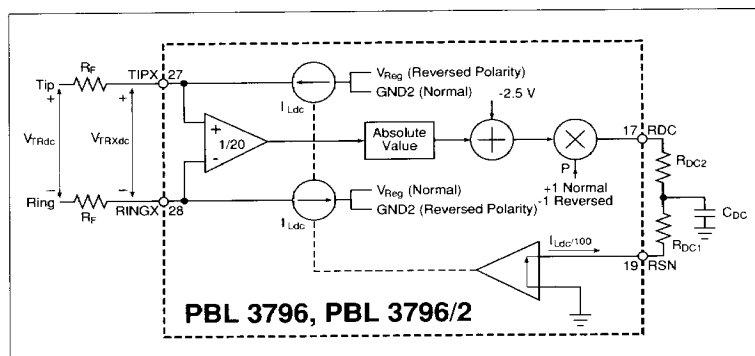 V_Reg (Reversed Polarity)
GND2 (Normal)
Tip
R_F
TIPX
27
I_Ldc
-2.5 V
+
+
V_TRdc
V_TRXdc
+
-
1/20
Absolute Value
17
RDC
P
+1 Normal
-1 Reversed
R_DC2
C_DC
R_DC1
–
–
Ring
R_F
RINGX
28
I_Ldc
V_Reg (Normal)
GND2 (Reversed Polarity)
I_Ldc/100
19
RSN
PBL 3796, PBL 3796/2